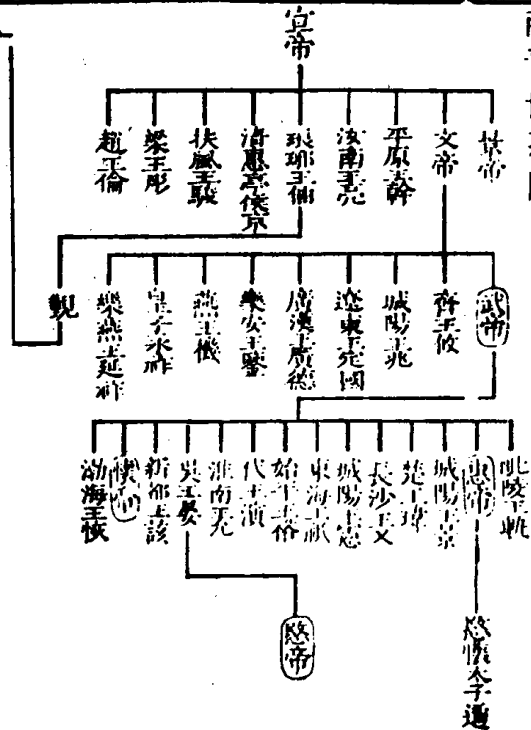 宣帝
景帝
文帝
平原王幹
汝南王亮
琅琊王伷
清惠亭侯京
扶風王駿
梁王肜
趙王倫
武帝
齊王攸
城陽王兆
遼東王定國
廣漢王廣德
樂安王鑒
燕王機
皇子永祚
樂燕王延祚
覲
毗陵王軌
惠帝
城陽王景
楚王瑋
長沙王乂
城陽王憲
東海王祗
始平王裕
代王演
淮南王允
吳王晏
新都王該
懷帝
渤海王恢
愍懷太子遹
愍帝